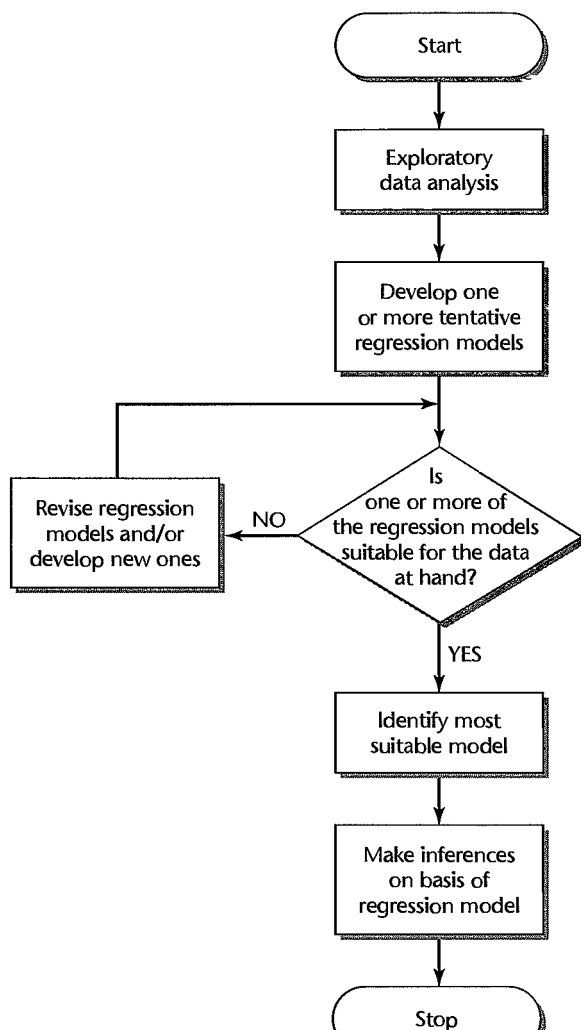 Start
Exploratory
data analysis
Develop one
or more tentative
regression models
Is
one or more of
the regression models
suitable for the data
at hand?
NO
Revise regression
models and/or
develop new ones
YES
Identify most
suitable model
Make inferences
on basis of
regression model
Stop